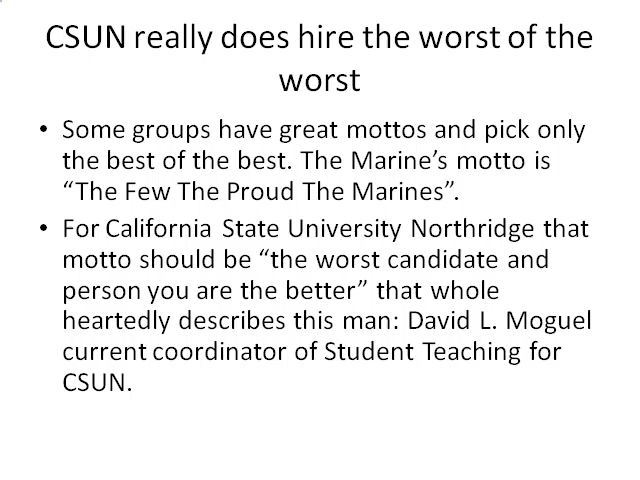 CSUN really does hire the worst of the
worst
• Some groups have great mottos and pick only
the best of the best. The Marine’s motto is
“The Few The Proud The Marines”.
• For California State University Northridge that
motto should be “the worst candidate and
person you are the better” that whole
heartedly describes this man: David L. Moguel
current coordinator of Student Teaching for
CSUN.